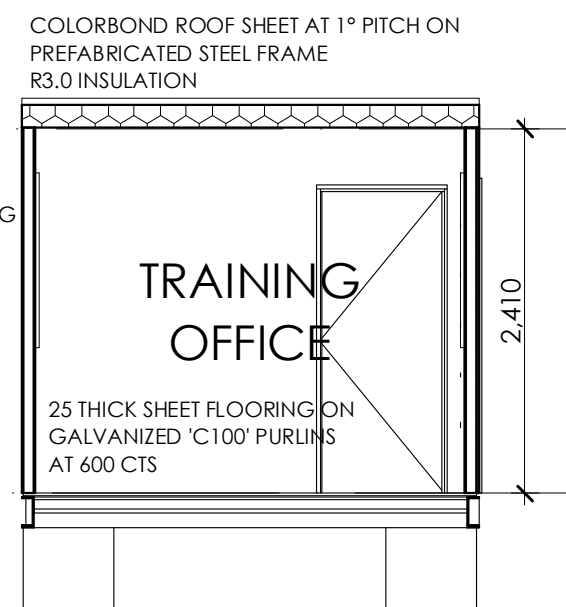 COLORBOND ROOF SHEET AT 1° PITCH ON
PREFABRICATED STEEL FRAME
R3.0 INSULATION
G
TRAINING
OFFICE
2,410
25 THICK SHEET FLOORING ON
GALVANIZED 'C100' PURLINS
AT 600 CTS